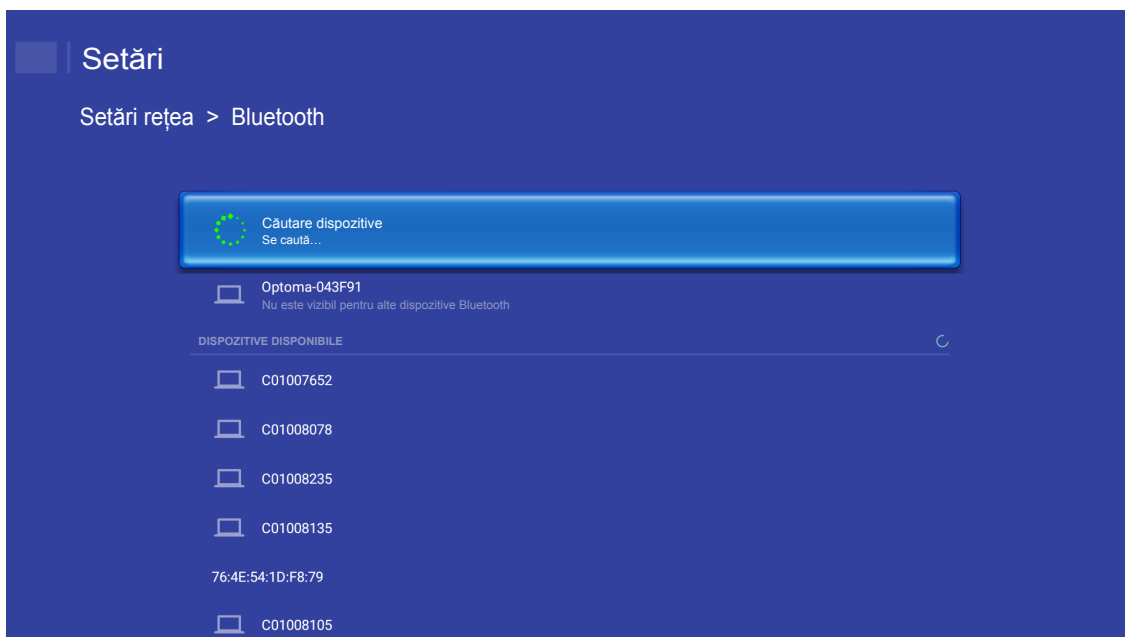 Setări
Setări rețea > Bluetooth
Căutare dispozitive
Se caută...
Optoma-043F91
Nu este vizibil pentru alte dispozitive Bluetooth
DISPOZITIVE DISPONIBILE
C01007652
C01008078
C01008235
C01008135
76:4E:54:1D:F8:79
C01008105